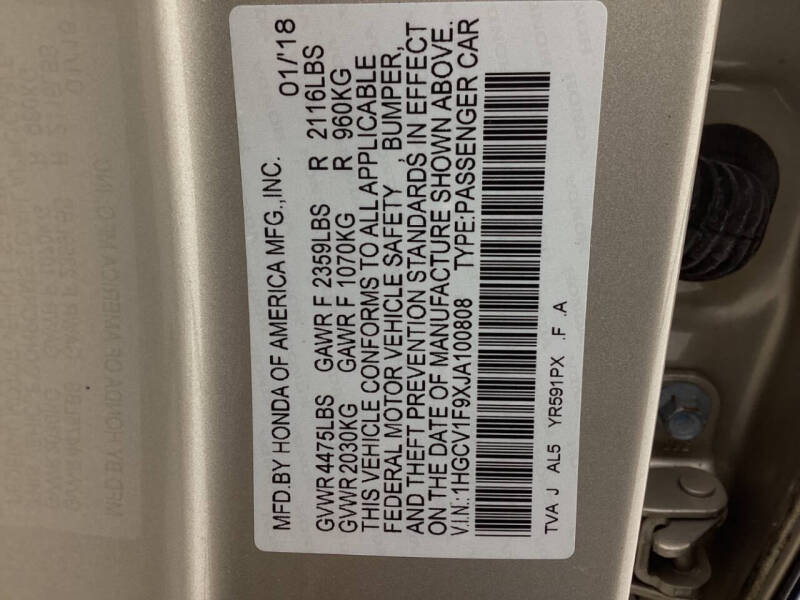 MFD.BY HONDA OF AMERICA MFG.,INC. 01/'18
GVWR 4475LBS GAWR F 2359LBS R 2116LBS
GVWR 2030KG GAWR F 1070KG R 960KG
THIS VEHICLE CONFORMS TO ALL APPLICABLE
FEDERAL MOTOR VEHICLE SAFETY , BUMPER,
AND THEFT PREVENTION STANDARDS IN EFFECT
ON THE DATE OF MANUFACTURE SHOWN ABOVE.
V.I.N.:1HGCV1F9XJA100808 TYPE:PASSENGER CAR
TVA J AL5 YR591PX .F .A